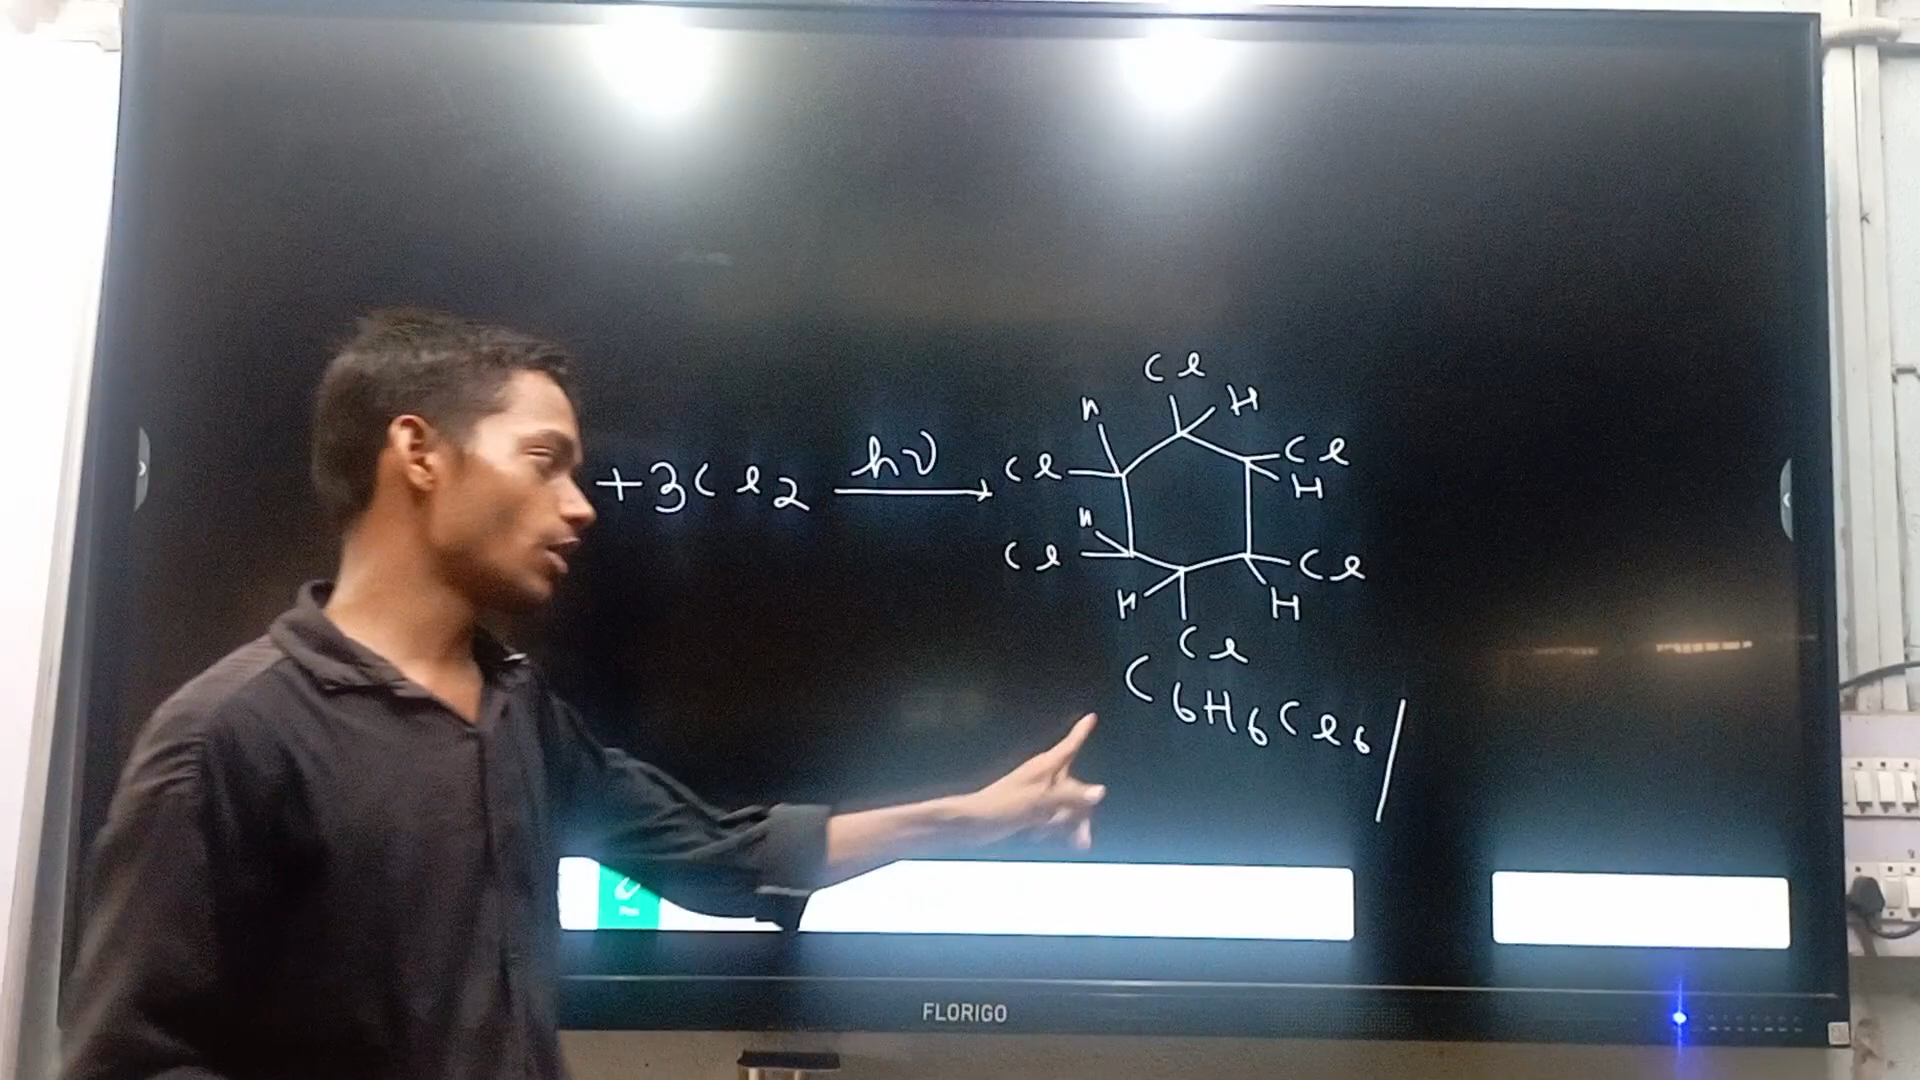 Cl
H H
+3Cl2 hν → Cl Cl
H
H
Cl Cl
H H
Cl
C6H6Cl6/
FLORIGO